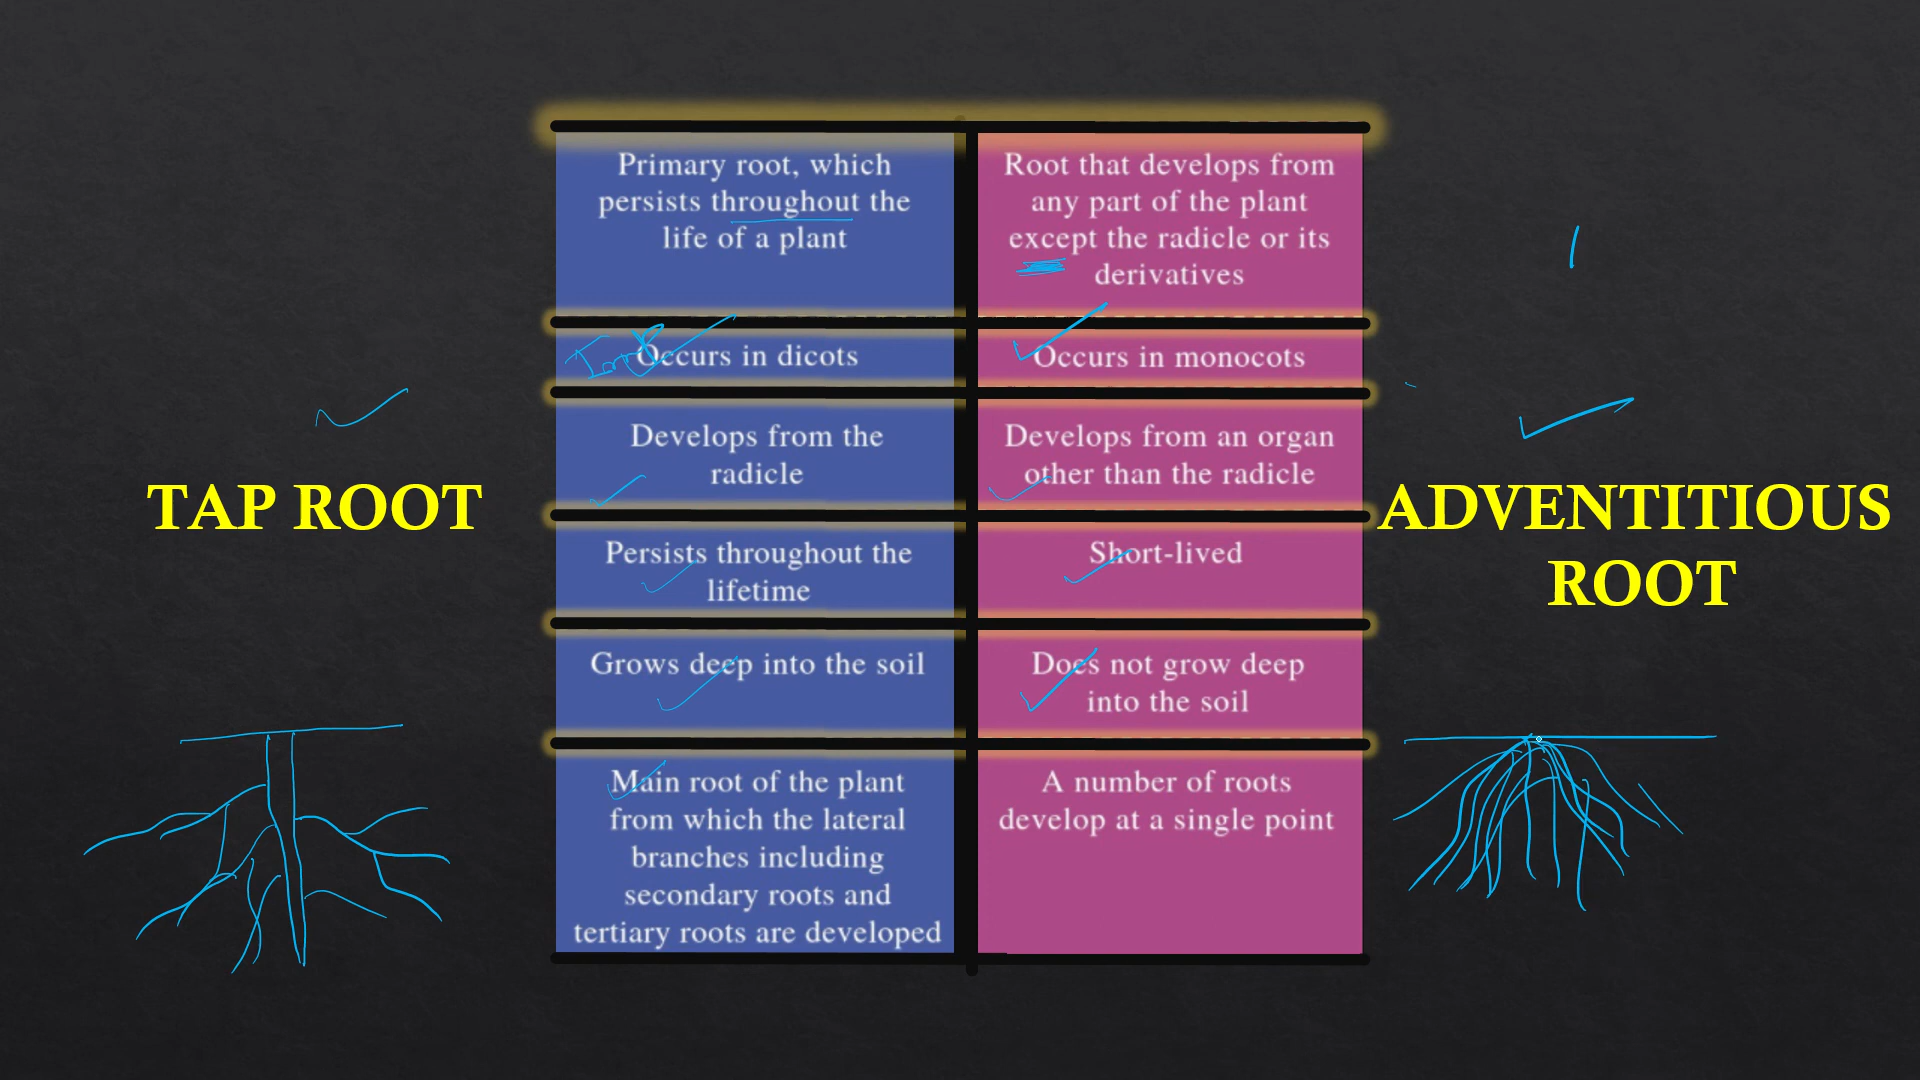 TAP ROOT
Primary root, which
persists throughout the
life of a plant
Root that develops from
any part of the plant
except the radicle or its
derivatives
Imp
Occurs in dicots
Occurs in monocots
Develops from the
radicle
Develops from an organ
other than the radicle
Persists throughout the
lifetime
Short-lived
Grows deep into the soil
Does not grow deep
into the soil
Main root of the plant
from which the lateral
branches including
secondary roots and
tertiary roots are developed
A number of roots
develop at a single point
ADVENTITIOUS
ROOT